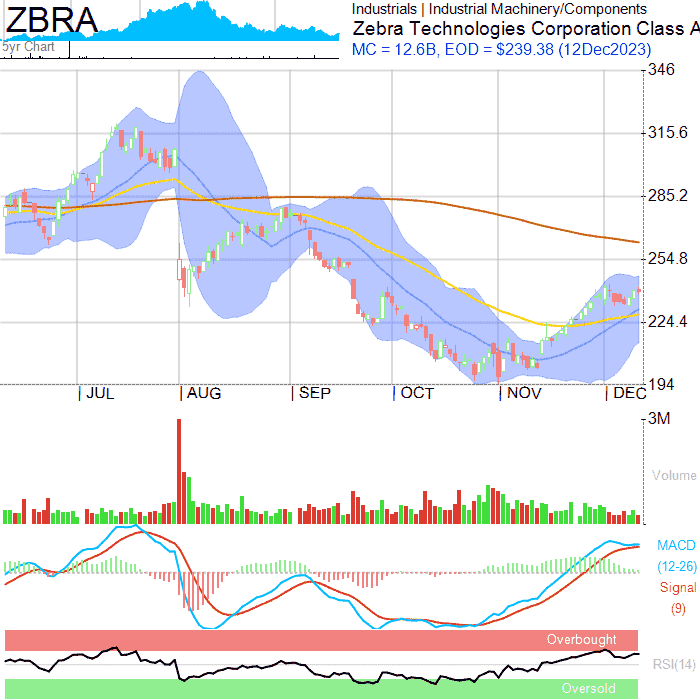 ZBRA
5yr Chart
Industrials | Industrial Machinery/Components
Zebra Technologies Corporation Class A
MC = 12.6B, EOD = $239.38 (12Dec2023)
346
315.6
285.2
254.8
224.4
194
JUL
AUG
SEP
OCT
NOV
DEC
3M
Volume
MACD
(12-26)
Signal
(9)
Overbought
RSI(14)
Oversold